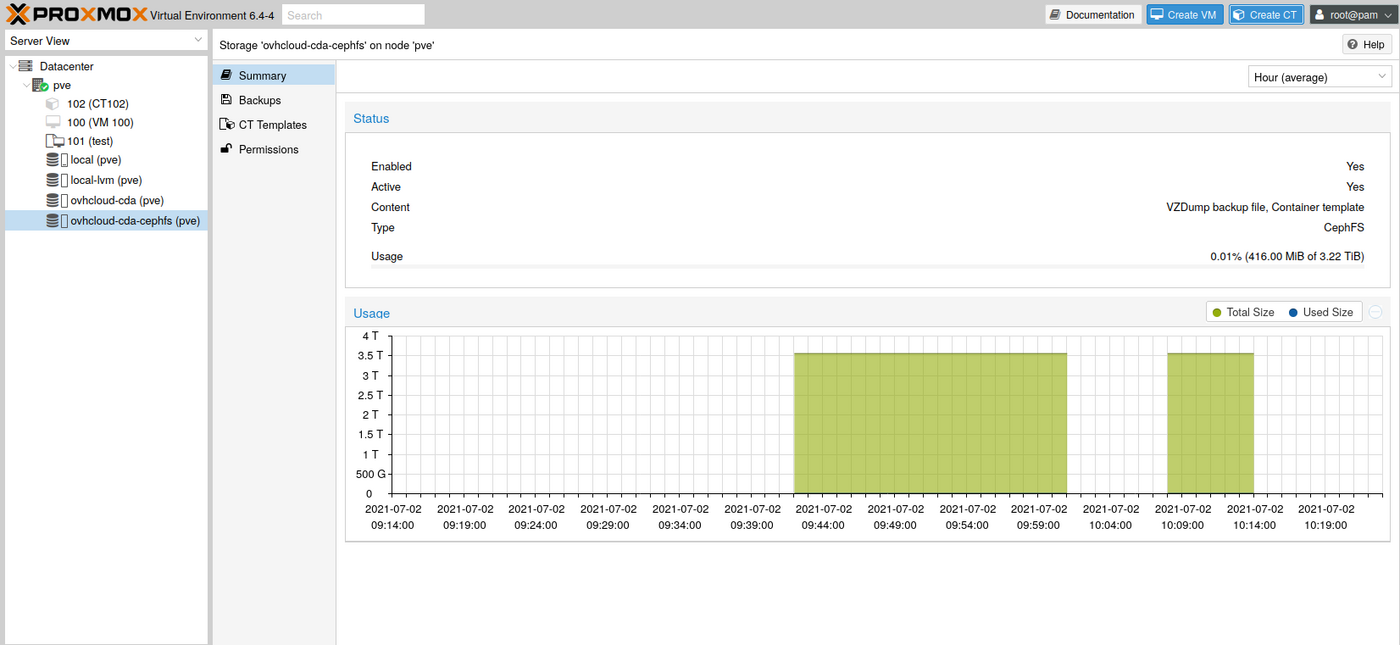 PROXMOX Virtual Environment 6.4-4 Search Documentation Create VM Create CT root@pam
Server View
Storage 'ovhcloud-cda-cephfs' on node 'pve' Help
Datacenter
pve
102 (CT102)
100 (VM 100)
101 (test)
local (pve)
local-lvm (pve)
ovhcloud-cda (pve)
ovhcloud-cda-cephfs (pve)
Summary
Backups
CT Templates
Permissions
Hour (average)
Status
Enabled Yes
Active Yes
Content VZDump backup file, Container template
Type CephFS
Usage 0.01% (416.00 MiB of 3.22 TiB)
Usage Total Size Used Size
4 T
3.5 T
3 T
2.5 T
2 T
1.5 T
1 T
500 G
0
2021-07-02 2021-07-02 2021-07-02 2021-07-02 2021-07-02 2021-07-02 2021-07-02 2021-07-02 2021-07-02 2021-07-02 2021-07-02 2021-07-02 2021-07-02 2021-07-02
09:14:00 09:19:00 09:24:00 09:29:00 09:34:00 09:39:00 09:44:00 09:49:00 09:54:00 09:59:00 10:04:00 10:09:00 10:14:00 10:19:00